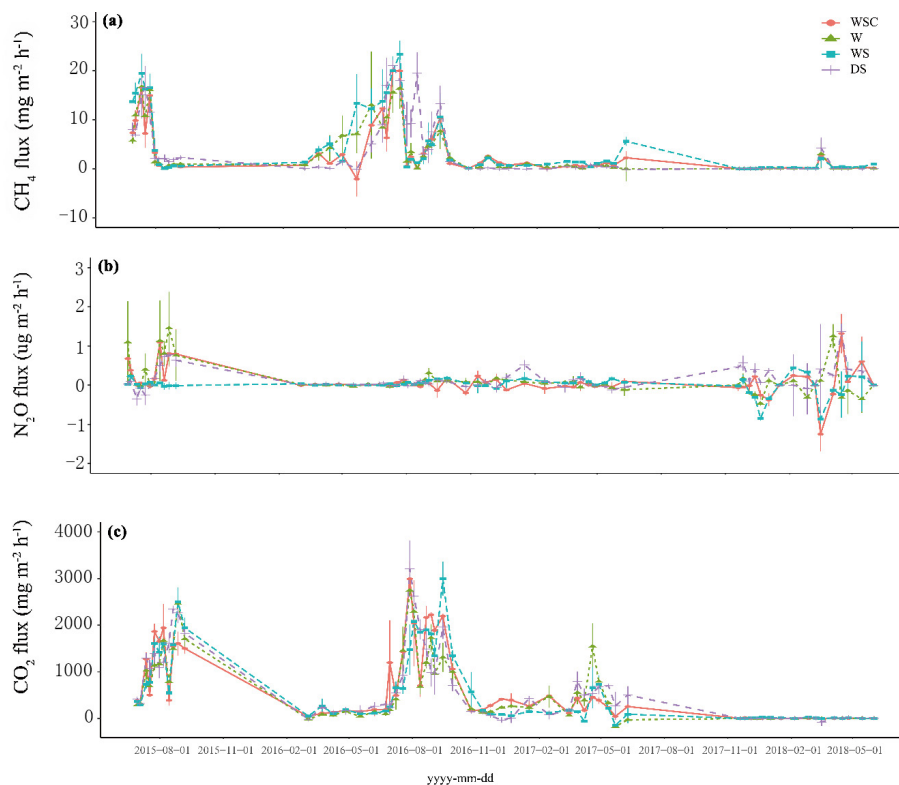 (a)
WSC
W
WS
DS
CH4 flux (mg m-2 h-1)
30
20
10
0
−10
(b)
N2O flux (ug m-2 h-1)
3
2
1
0
−1
−2
(c)
CO2 flux (mg m-2 h-1)
4000
3000
2000
1000
0
2015-08-01 2015-11-01 2016-02-01 2016-05-01 2016-08-01 2016-11-01 2017-02-01 2017-05-01 2017-08-01 2017-11-01 2018-02-01 2018-05-01
yyyy-mm-dd